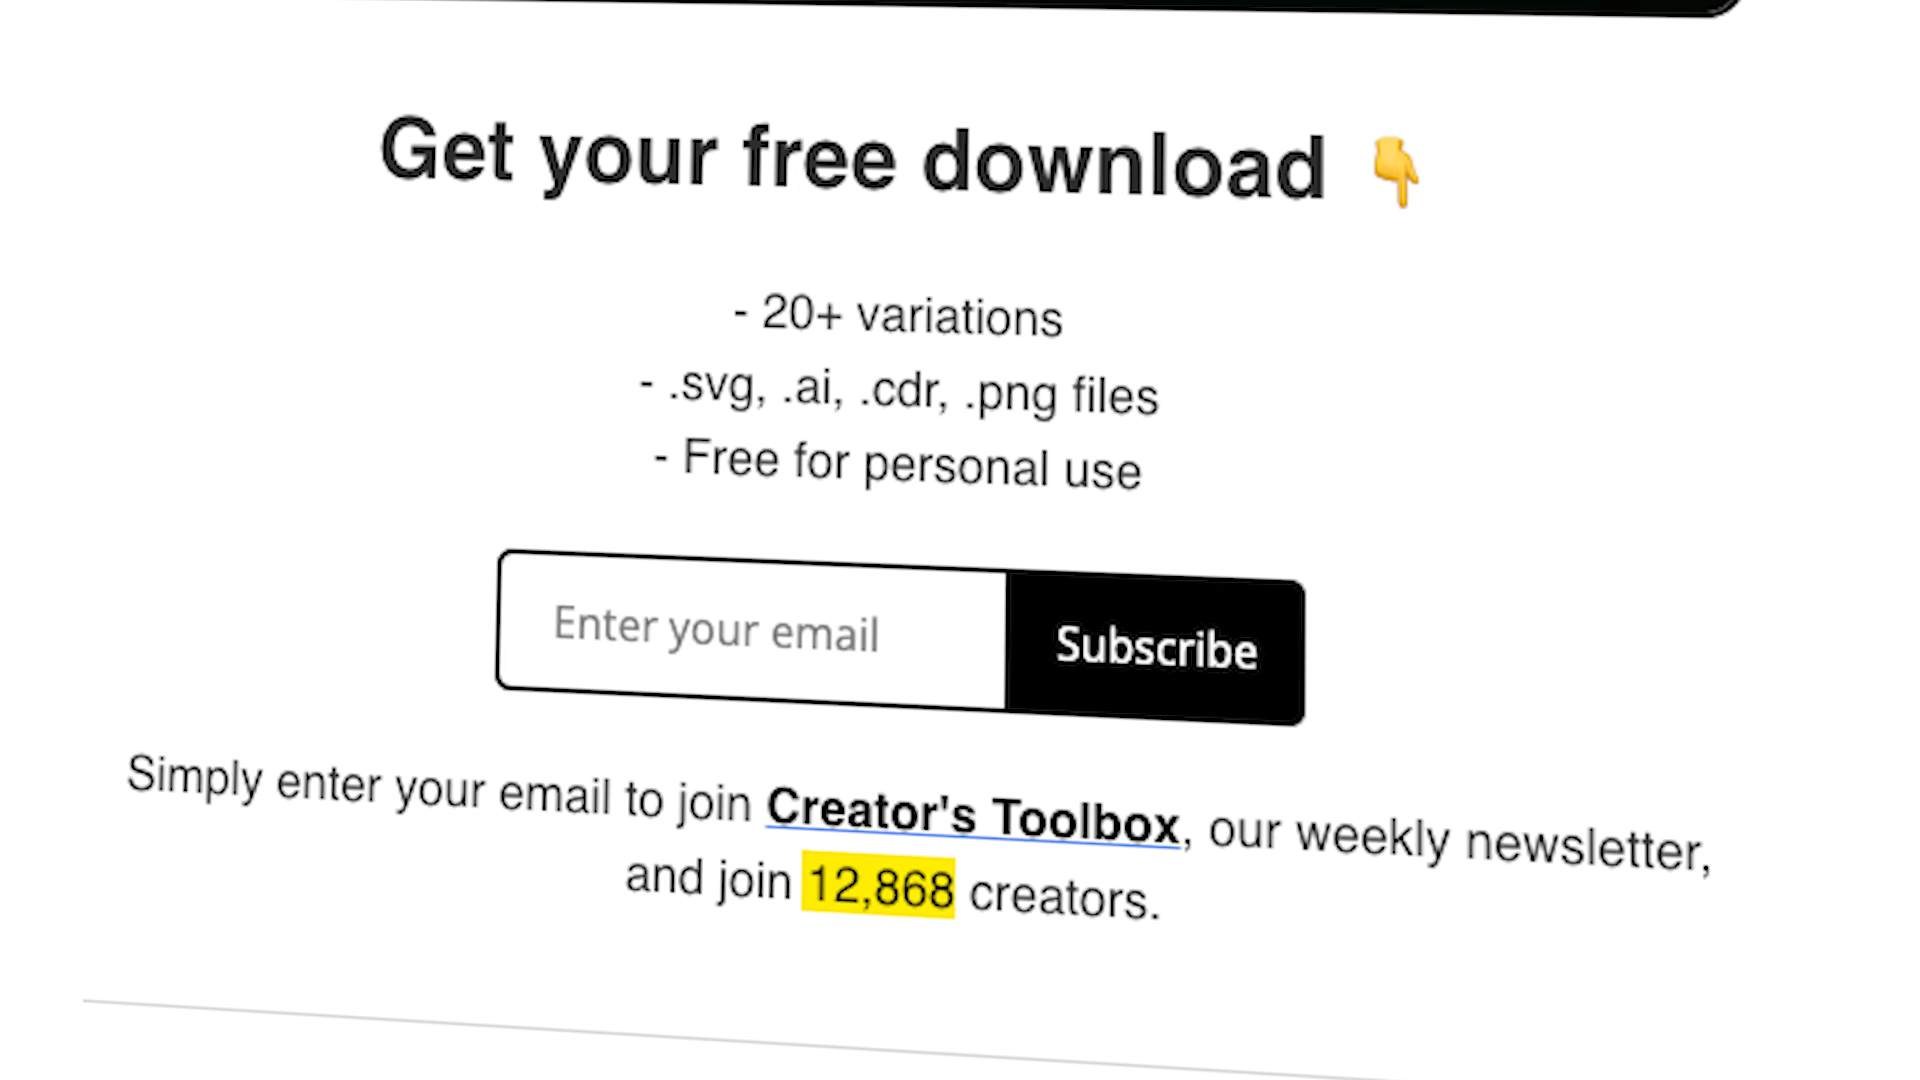 Get your free download 👇
- 20+ variations
- .svg, .ai, .cdr, .png files
- Free for personal use
Enter your email
Subscribe
Simply enter your email to join Creator's Toolbox, our weekly newsletter,
and join 12,868 creators.